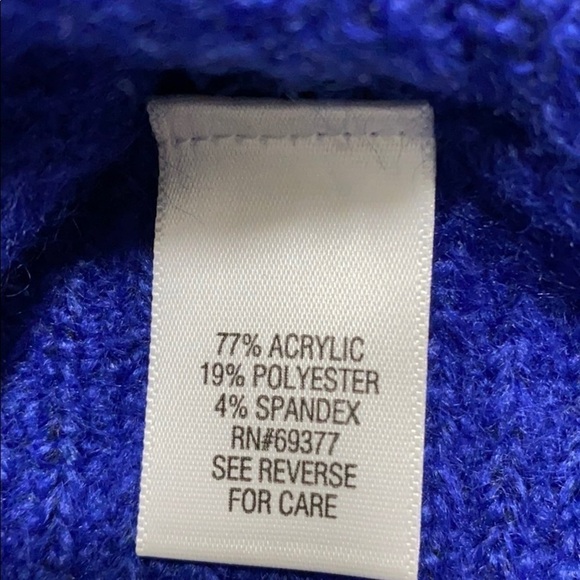 77% ACRYLIC
19% POLYESTER
4% SPANDEX
RN#69377
SEE REVERSE
FOR CARE